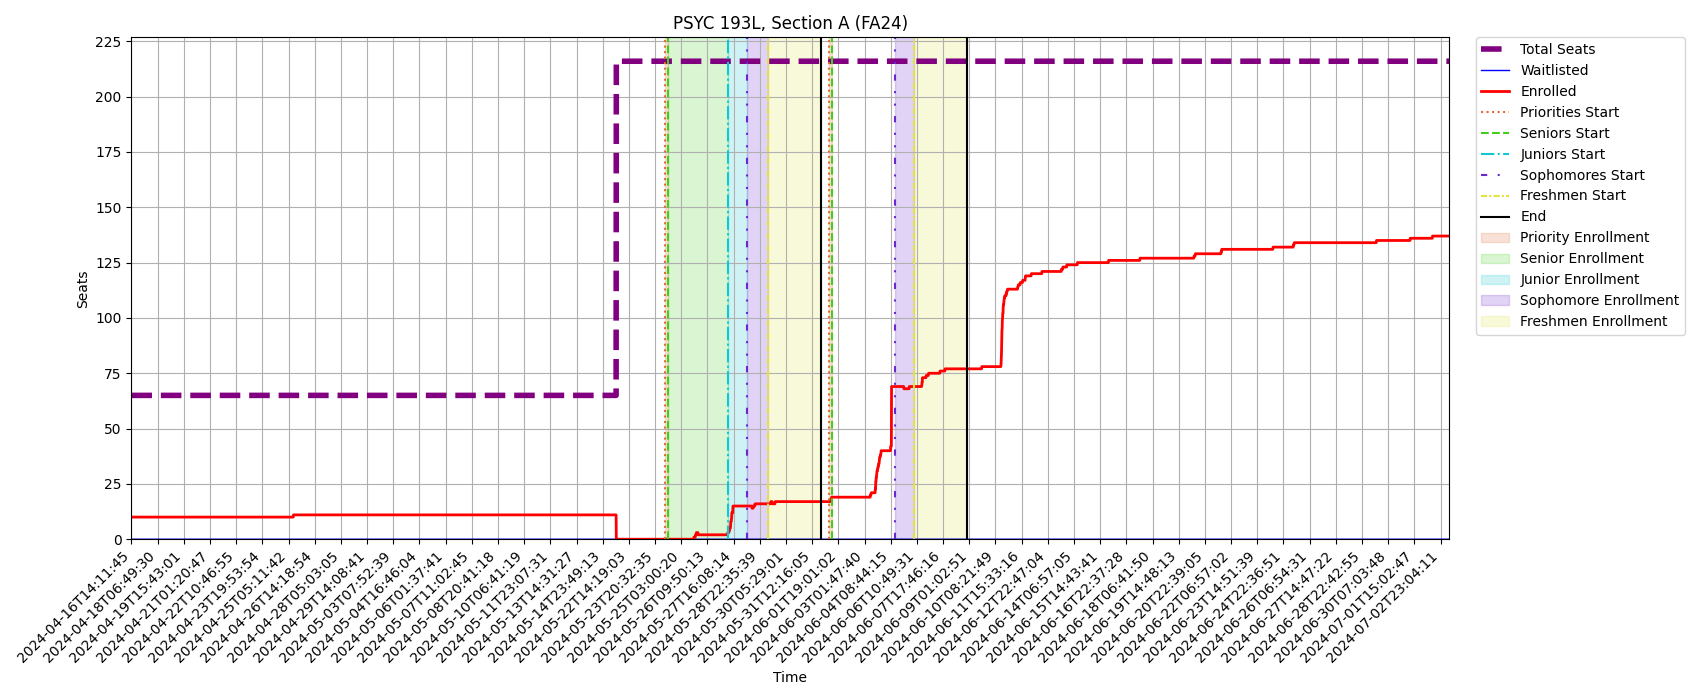 PSYC 193L, Section A (FA24)
Seats
225
200
175
150
125
100
75
50
25
0
2024-04-16T14:11:45
2024-04-18T06:49:30
2024-04-19T15:43:01
2024-04-21T01:20:47
2024-04-22T10:46:55
2024-04-23T19:53:54
2024-04-25T05:11:42
2024-04-26T14:18:54
2024-04-28T05:03:05
2024-04-29T14:08:41
2024-05-03T07:52:39
2024-05-04T16:46:04
2024-05-06T01:37:41
2024-05-07T11:02:45
2024-05-08T20:41:18
2024-05-10T06:41:19
2024-05-11T23:07:31
2024-05-13T14:31:27
2024-05-14T23:49:13
2024-05-22T14:19:03
2024-05-23T20:32:35
2024-05-25T03:00:20
2024-05-26T09:50:13
2024-05-27T16:08:14
2024-05-28T22:35:39
2024-05-30T05:29:01
2024-05-31T12:16:05
2024-06-01T19:01:02
2024-06-03T01:47:40
2024-06-04T08:44:15
2024-06-06T10:49:31
2024-06-07T17:46:16
2024-06-09T01:02:51
2024-06-10T08:21:49
2024-06-11T15:33:16
2024-06-12T22:47:04
2024-06-14T06:57:05
2024-06-15T14:43:41
2024-06-16T22:37:28
2024-06-18T06:41:50
2024-06-19T14:48:13
2024-06-20T22:39:05
2024-06-22T06:57:02
2024-06-23T14:51:39
2024-06-24T22:36:51
2024-06-26T06:54:31
2024-06-27T14:47:22
2024-06-28T22:42:55
2024-06-30T07:03:48
2024-07-01T15:02:47
2024-07-02T23:04:11
Time
Total Seats
Waitlisted
Enrolled
Priorities Start
Seniors Start
Juniors Start
Sophomores Start
Freshmen Start
End
Priority Enrollment
Senior Enrollment
Junior Enrollment
Sophomore Enrollment
Freshmen Enrollment